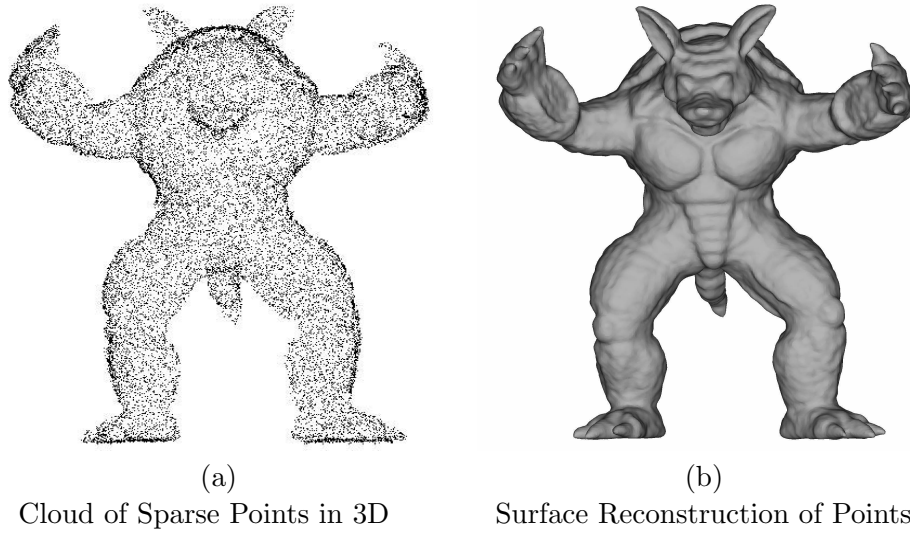 (a)
Cloud of Sparse Points in 3D
(b)
Surface Reconstruction of Points